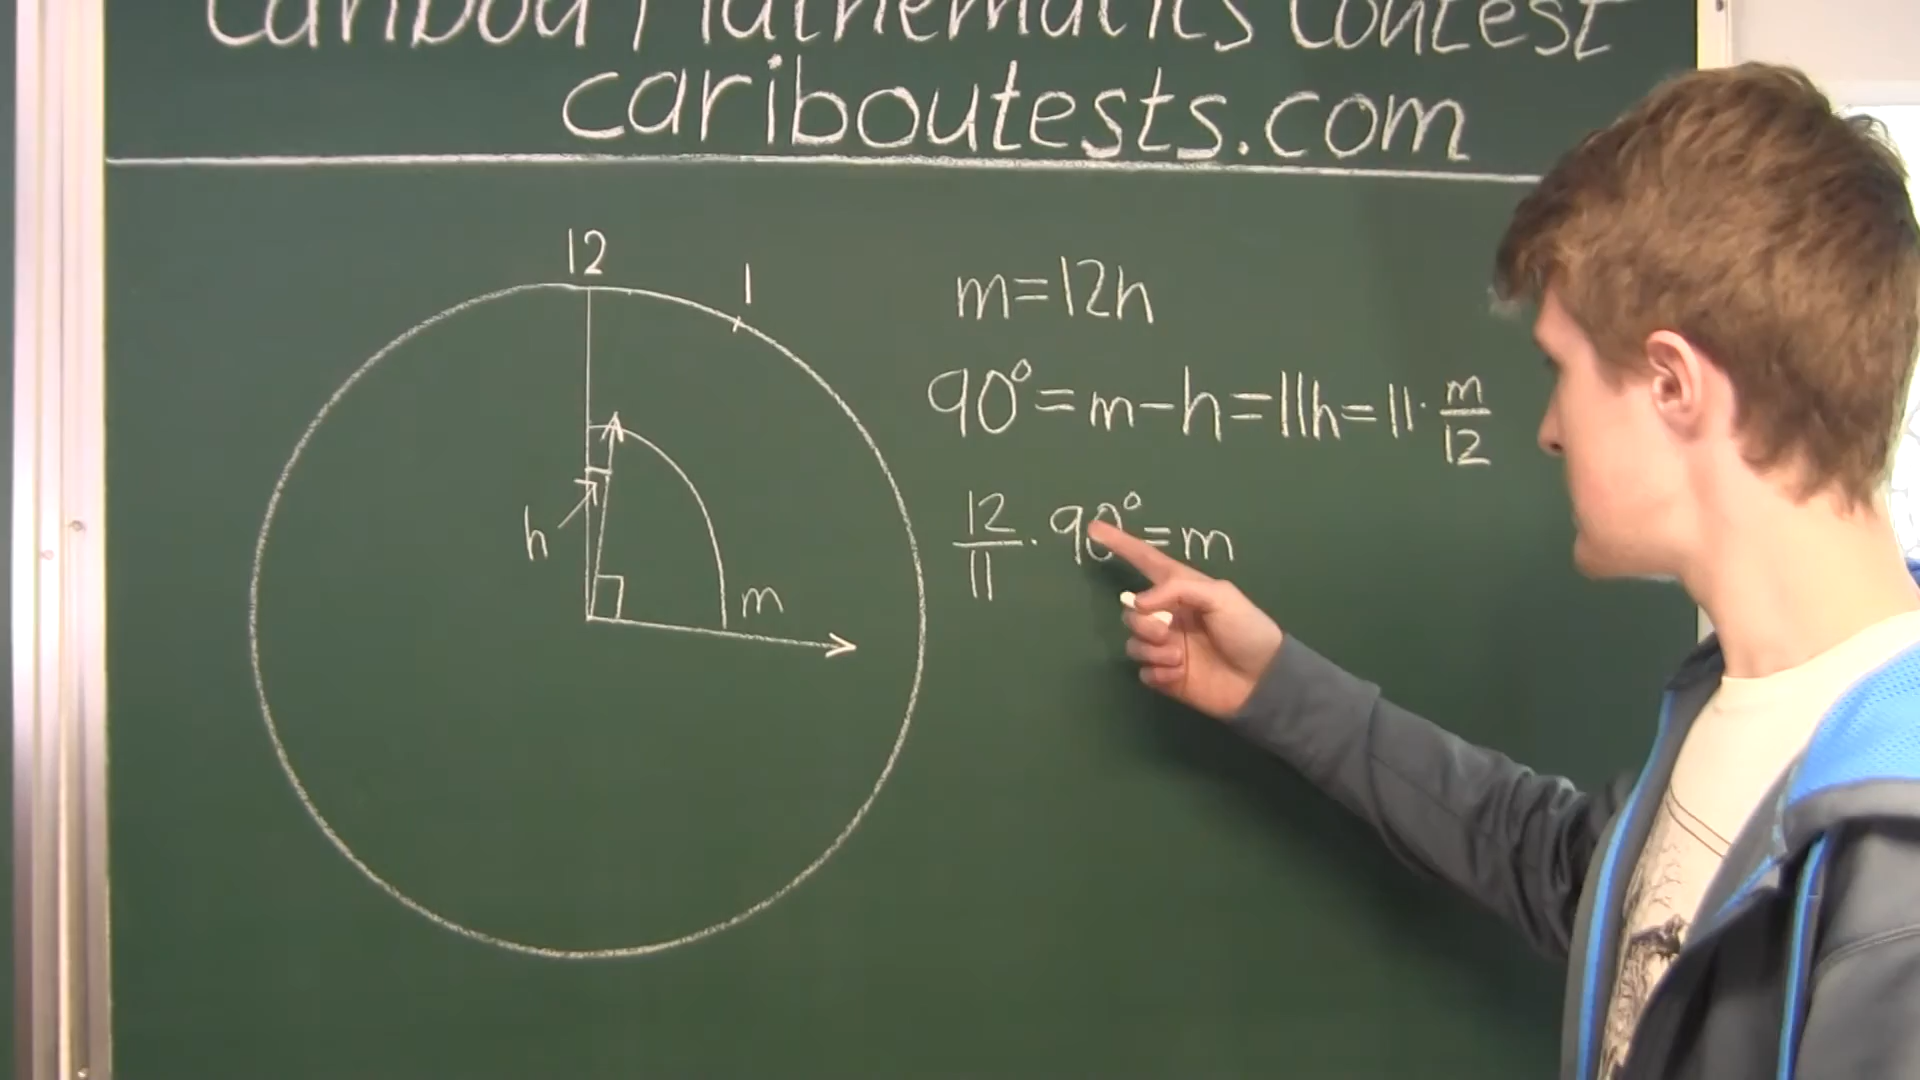 Caribou Mathematics Contest
cariboutests.com
12
1
h
m
m=12h
90°=m-h=11h=11·m/12
12/11·90°=m